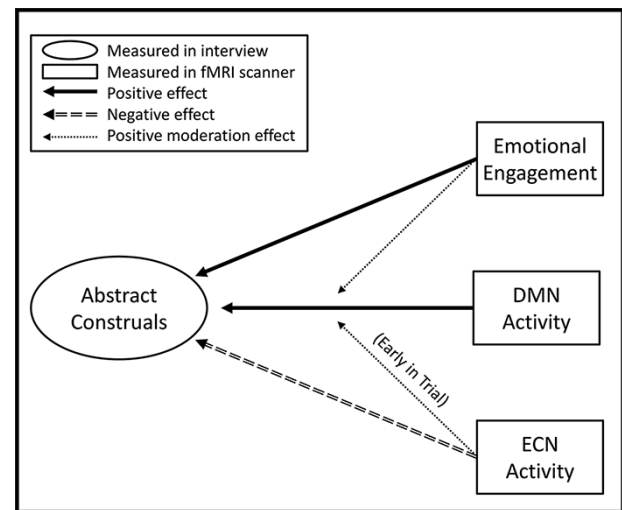 Measured in interview
Measured in fMRI scanner
Positive effect
Negative effect
Positive moderation effect
Emotional
Engagement
Abstract
Construals
DMN
Activity
(Early in Trial)
ECN
Activity